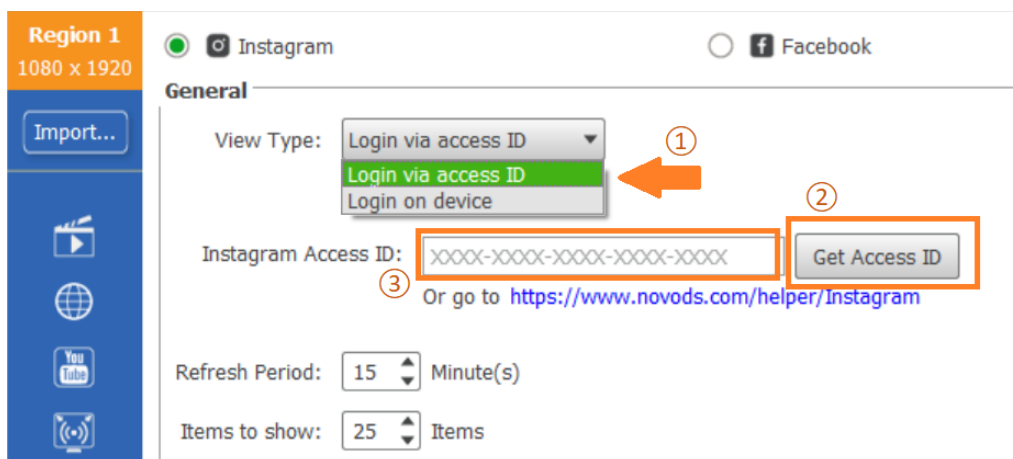 Region 1
1080 x 1920
Import...
You
Tube
Instagram
Facebook
General
View Type:
Login via access ID
①
Login via access ID
Login on device
②
Instagram Access ID:
XXXX-XXXX-XXXX-XXXX-XXXX
Get Access ID
③
Or go to https://www.novods.com/helper/Instagram
Refresh Period:
15
Minute(s)
Items to show:
25
Items